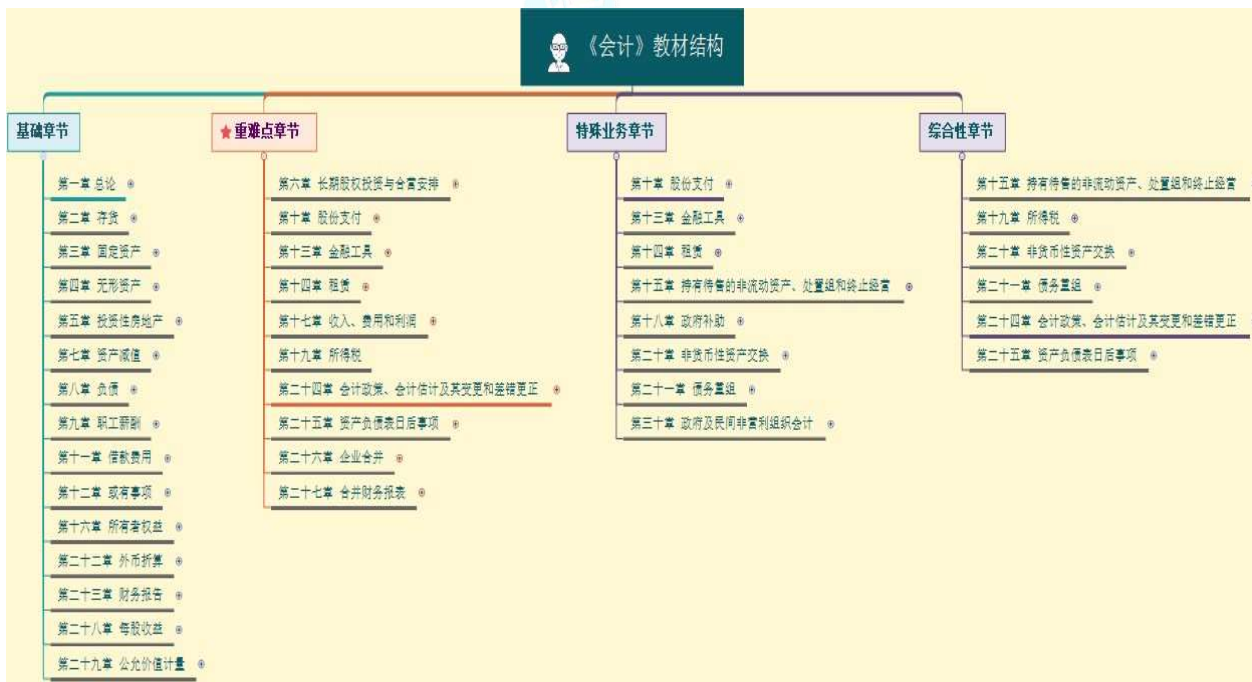 《会计》教材结构
基础章节
第一章 总论
第二章 存货
第三章 固定资产
第四章 无形资产
第五章 投资性房地产
第七章 资产减值
第八章 负债
第九章 职工薪酬
第十一章 借款费用
第十二章 或有事项
第十六章 所有者权益
第二十二章 外币折算
第二十三章 财务报告
第二十八章 每股收益
第二十九章 公允价值计量
重难点章节
第六章 长期股权投资与合营安排
第十章 股份支付
第十三章 金融工具
第十四章 租赁
第十七章 收入、费用和利润
第十九章 所得税
第二十四章 会计政策、会计估计及其变更和差错更正
第二十五章 资产负债表日后事项
第二十六章 企业合并
第二十七章 合并财务报表
特殊业务章节
第十章 股份支付
第十三章 金融工具
第十四章 租赁
第十五章 持有待售的非流动资产、处置组和终止经营
第十八章 政府补助
第二十章 非货币性资产交换
第二十一章 债务重组
第三十章 政府及民间非营利组织会计
综合性章节
第十五章 持有待售的非流动资产、处置组和终止经营
第十九章 所得税
第二十章 非货币性资产交换
第二十一章 债务重组
第二十四章 会计政策、会计估计及其变更和差错更正
第二十五章 资产负债表日后事项